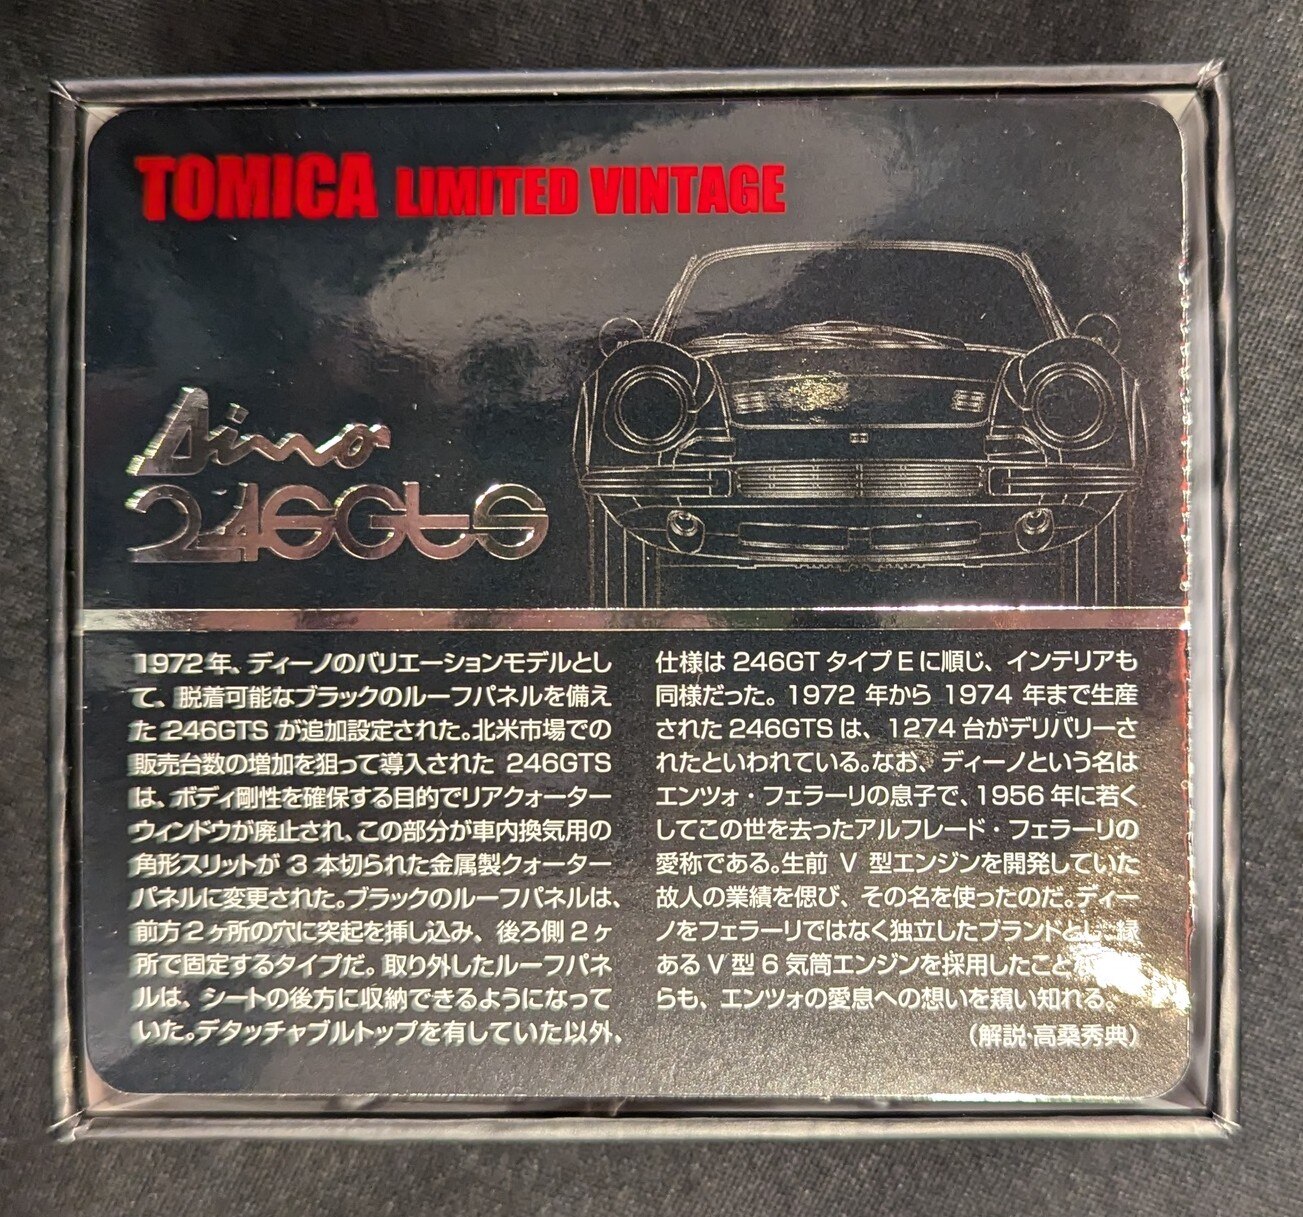 TOMICA LIMITED VINTAGE
Dino
246GtS
1972年、ディーノのバリエーションモデルとし
て、脱着可能なブラックのルーフパネルを備え
た 246GTS が追加設定された。北米市場での
販売台数の増加を狙って導入された 246GTS
は、ボディ剛性を確保する目的でリアクォーター
ウィンドウが廃止され、この部分が車内換気用の
角形スリットが 3 本切られた金属製クォーター
パネルに変更された。ブラックのルーフパネルは、
前方2ヶ所の穴に突起を挿し込み、後ろ側2ヶ
所で固定するタイプだ。取り外したルーフパネ
ルは、シートの後方に収納できるようになって
いた。デタッチャブルトップを有していた以外、
仕様は 246GT タイプ E に順じ、インテリアも
同様だった。1972 年から 1974 年まで生産
された 246GTS は、1274 台がデリバリーさ
れたといわれている。なお、ディーノという名は
エンツォ・フェラーリの息子で、1956 年に若く
してこの世を去ったアルフレード・フェラーリの
愛称である。生前 V 型エンジンを開発していた
故人の業績を偲び、その名を使ったのだ。ディー
ノをフェラーリではなく独立したブランドとし、縁
ある V 型 6 気筒エンジンを採用したことな
らも、エンツォの愛息への想いを窺い知れる。
（解説・高桑秀典）